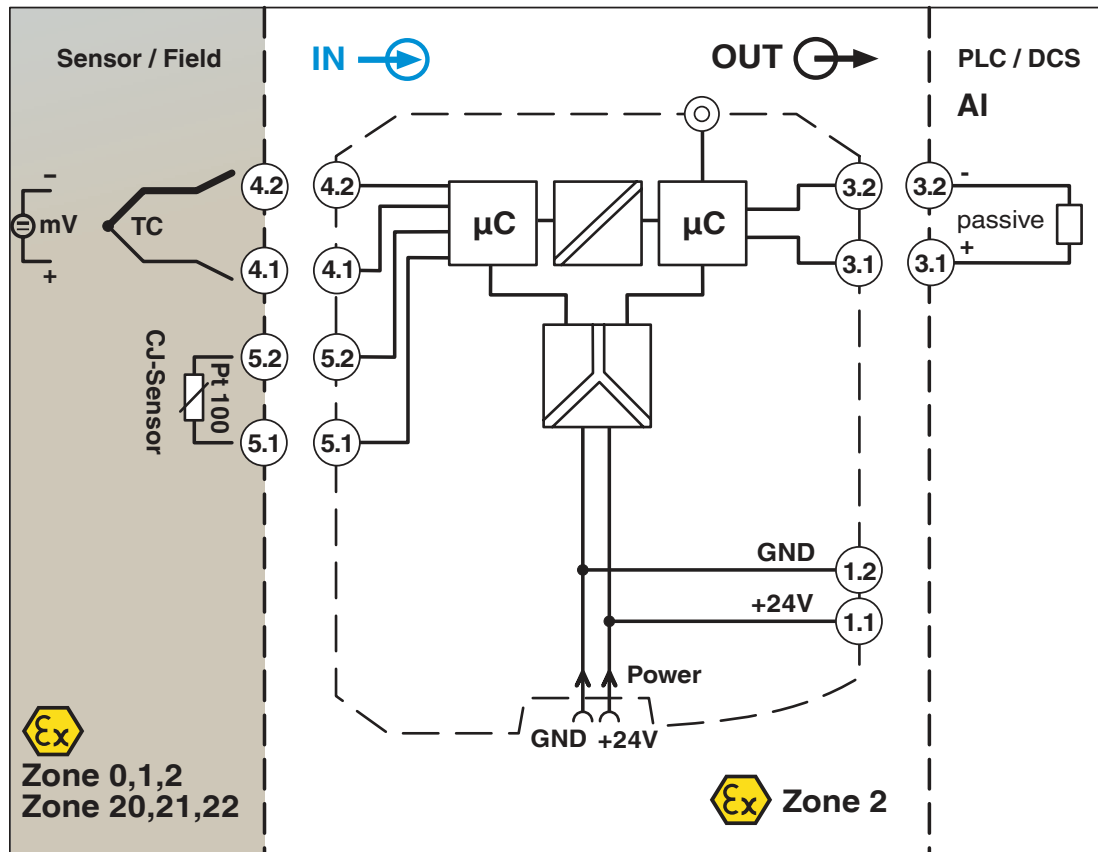 Sensor / Field
IN
OUT
PLC / DCS
AI
-
mV
+
TC
4.2
4.1
CJ-Sensor
Pt 100
5.2
5.1
4.2
4.1
5.2
5.1
µC
µC
3.2
3.1
3.2
-
passive
+
3.1
GND
1.2
+24V
1.1
Power
GND +24V
Ex
Zone 0,1,2
Zone 20,21,22
Ex Zone 2